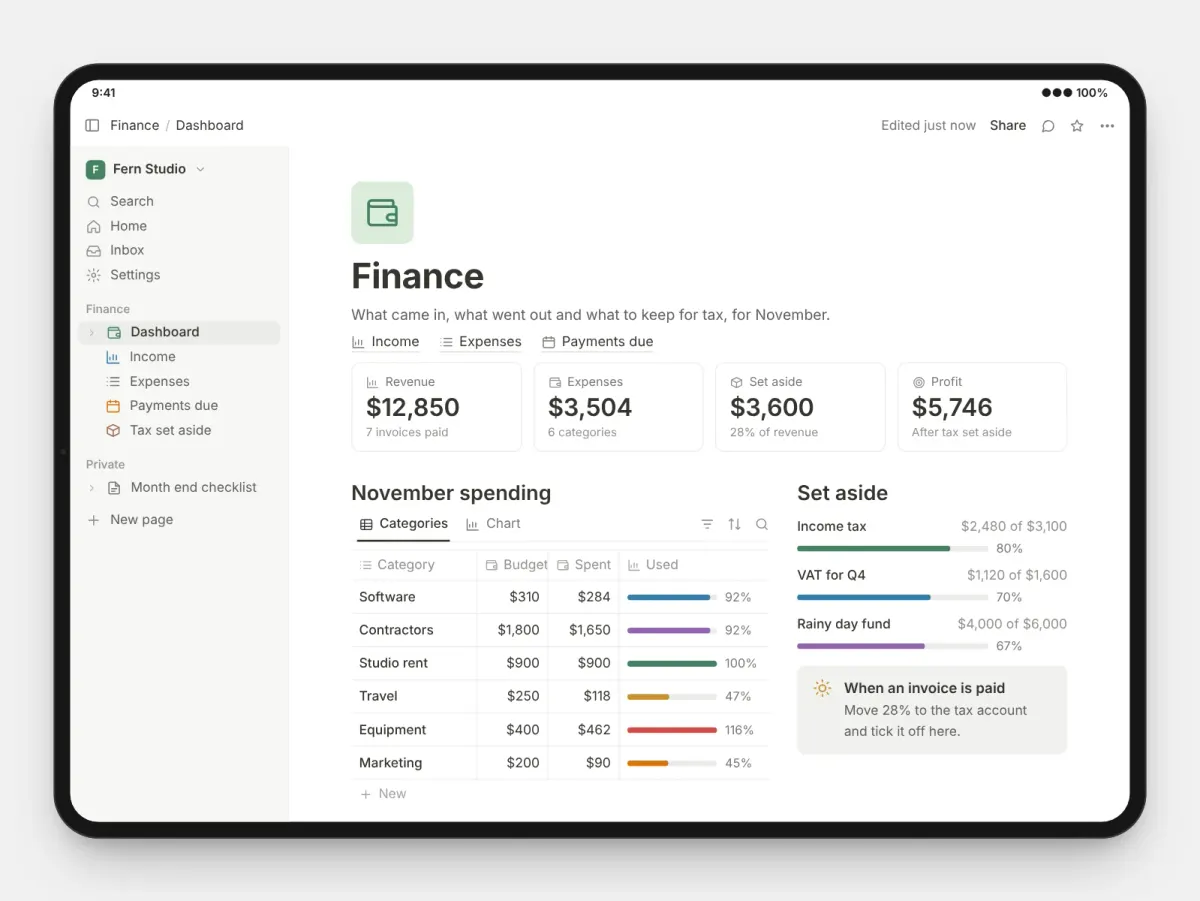 9:41
100%
Finance / Dashboard
Edited just now
Share
F
Fern Studio
Search
Home
Inbox
Settings
Finance
Dashboard
Income
Expenses
Payments due
Tax set aside
Private
Month end checklist
New page
Finance
What came in, what went out and what to keep for tax, for November.
Income Expenses Payments due
Revenue
$12,850
7 invoices paid
Expenses
$3,504
6 categories
Set aside
$3,600
28% of revenue
Profit
$5,746
After tax set aside
November spending
Categories Chart
Category Budget Spent Used
Software $310 $284 92%
Contractors $1,800 $1,650 92%
Studio rent $900 $900 100%
Travel $250 $118 47%
Equipment $400 $462 116%
Marketing $200 $90 45%
New
Set aside
Income tax $2,480 of $3,100
80%
VAT for Q4 $1,120 of $1,600
70%
Rainy day fund $4,000 of $6,000
67%
When an invoice is paid
Move 28% to the tax account
and tick it off here.